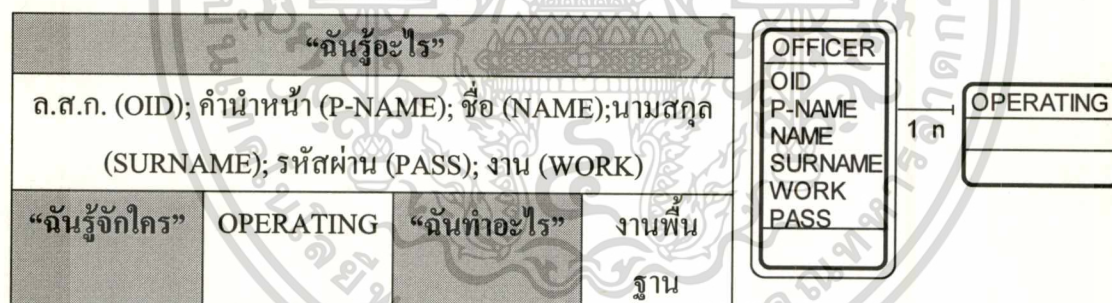 “ฉันรู้อะไร”
ล.ส.ก. (OID); คำนำหน้า (P-NAME); ชื่อ (NAME);นามสกุล
(SURNAME); รหัสผ่าน (PASS); งาน (WORK)
“ฉันรู้จักใคร” OPERATING “ฉันทำอะไร” งานพื้น
ฐาน
OFFICER
OID
P-NAME
NAME
SURNAME
WORK
PASS
1 n
OPERATING